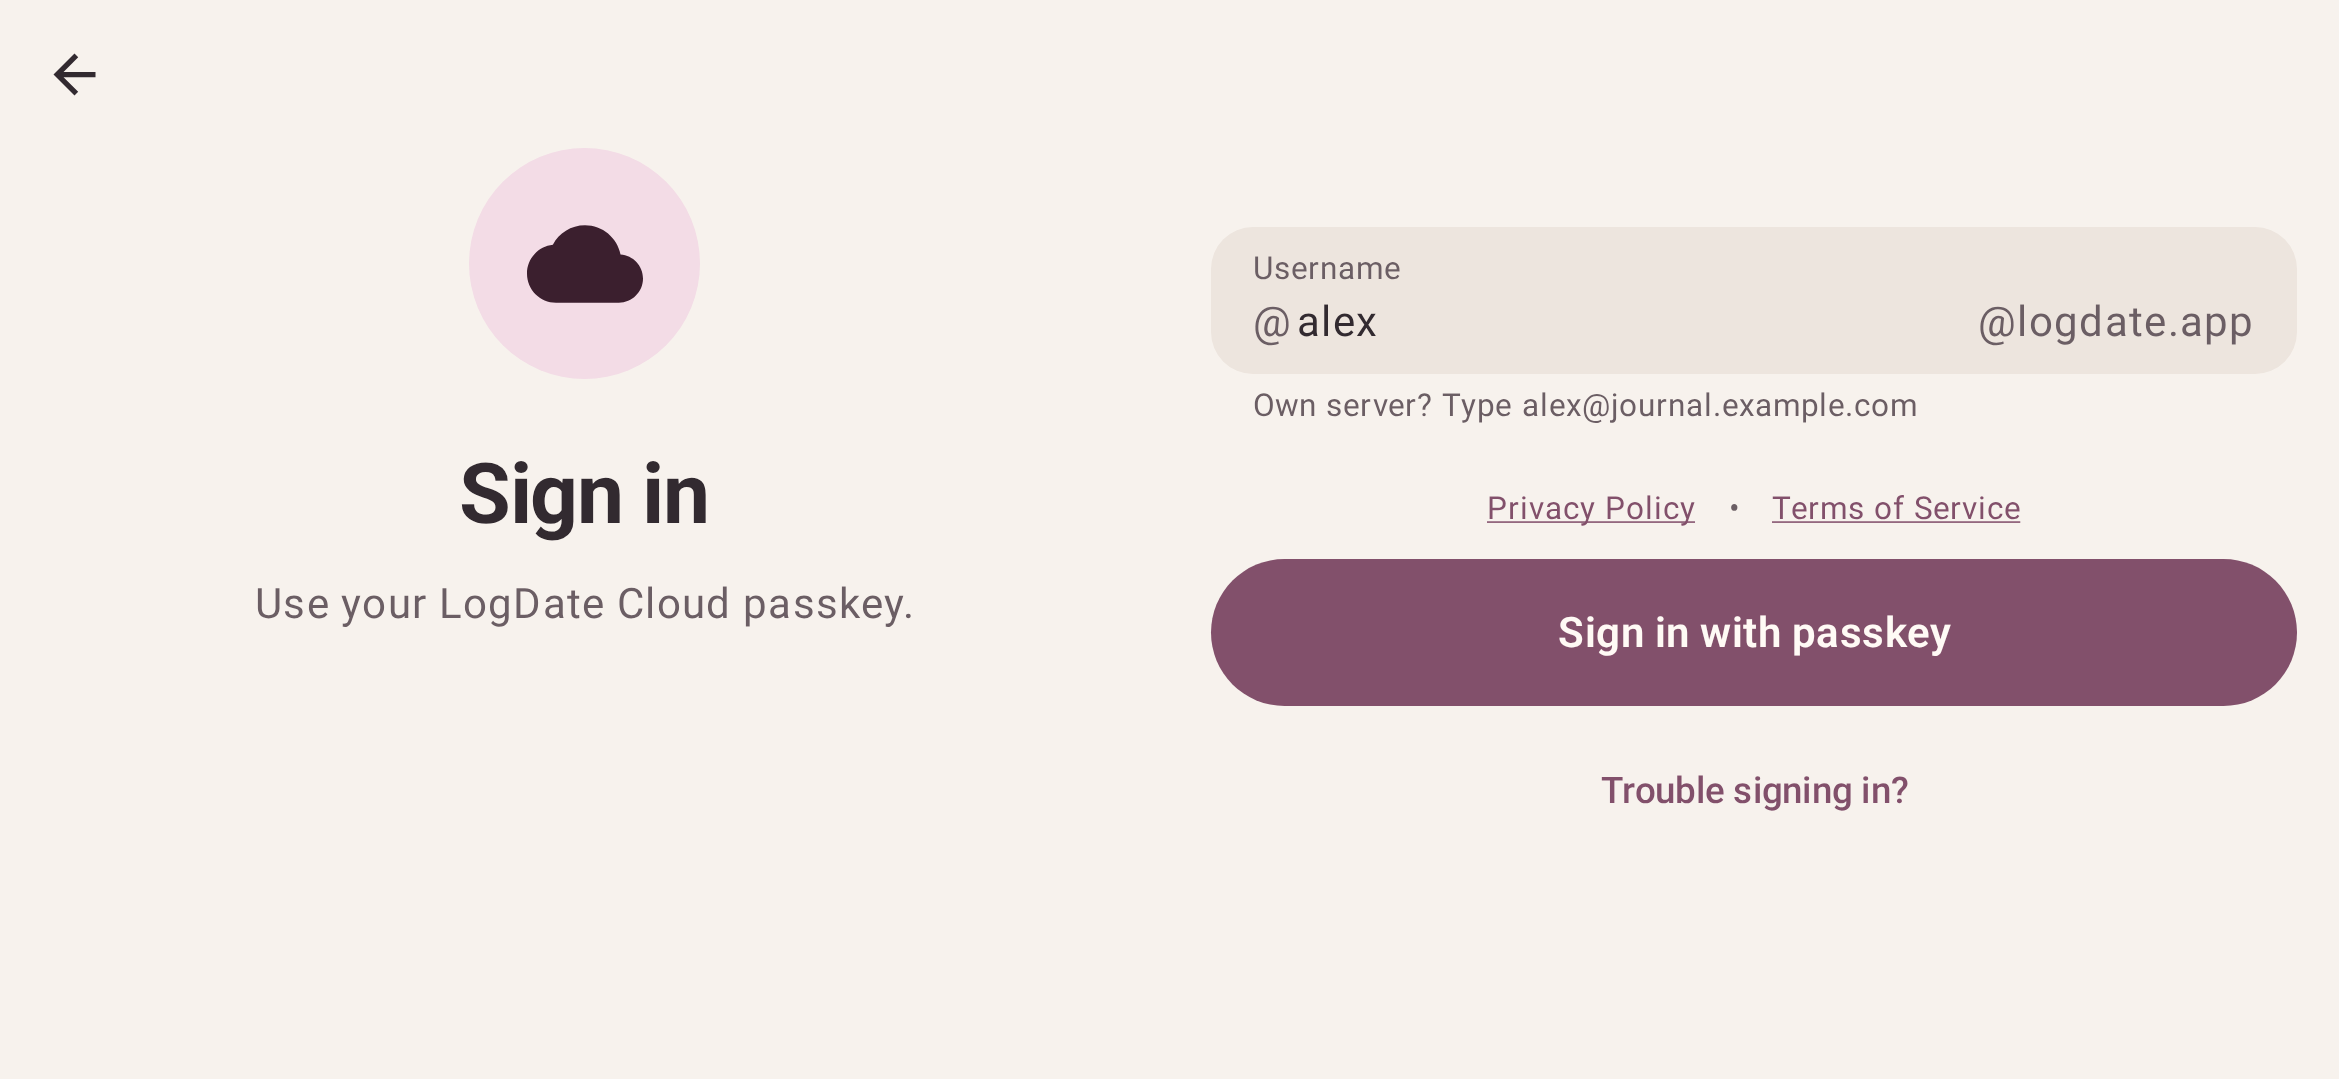 Sign in
Use your LogDate Cloud passkey.
Username
@alex @logdate.app
Own server? Type alex@journal.example.com
Privacy Policy • Terms of Service
Sign in with passkey
Trouble signing in?